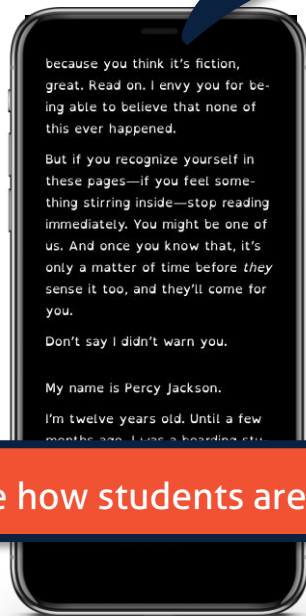 because you think it's fiction,
great. Read on. I envy you for be-
ing able to believe that none of
this ever happened.
But if you recognize yourself in
these pages—if you feel some-
thing stirring inside—stop reading
immediately. You might be one of
us. And once you know that, it's
only a matter of time before they
sense it too, and they'll come for
you.
Don't say I didn't warn you.
My name is Percy Jackson.
I'm twelve years old. Until a few
months ago, I was a boarding stu-
e how students are